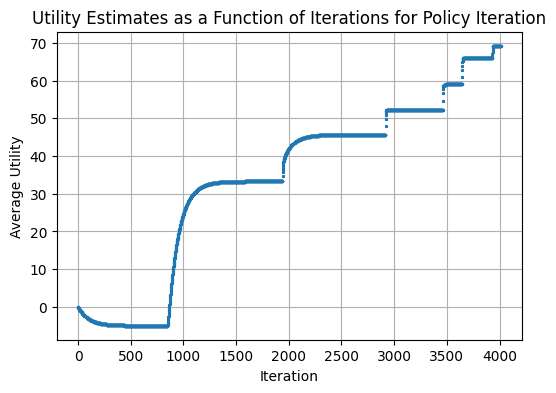 Utility Estimates as a Function of Iterations for Policy Iteration
70
60
50
40
30
20
10
0
Average Utility
0 500 1000 1500 2000 2500 3000 3500 4000
Iteration